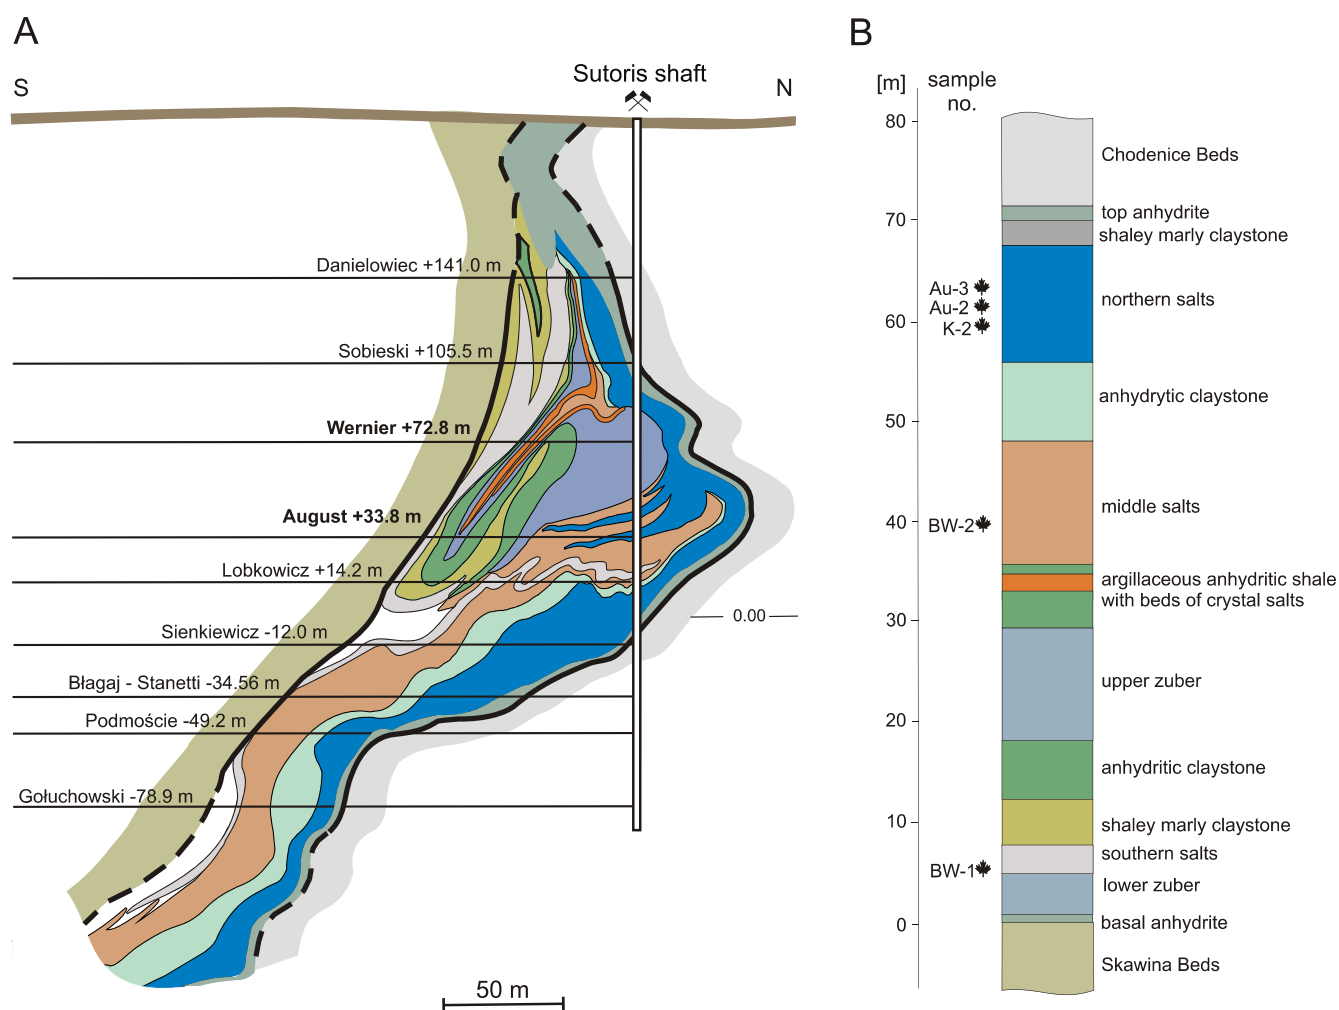 A
S
Sutoris shaft
N
Danielowiec +141.0 m
Sobieski +105.5 m
Wernier +72.8 m
August +33.8 m
Lobkowicz +14.2 m
0.00
Sienkiewicz -12.0 m
Błagaj - Stanetti -34.56 m
Podmoście -49.2 m
Gołuchowski -78.9 m
50 m
B
[m]
sample
no.
80
70
60
50
40
30
20
10
0
Au-3
Au-2
K-2
BW-2
BW-1
Chodenice Beds
top anhydrite
shaley marly claystone
northern salts
anhydrytic claystone
middle salts
argillaceous anhydritic shale
with beds of crystal salts
upper zuber
anhydritic claystone
shaley marly claystone
southern salts
lower zuber
basal anhydrite
Skawina Beds